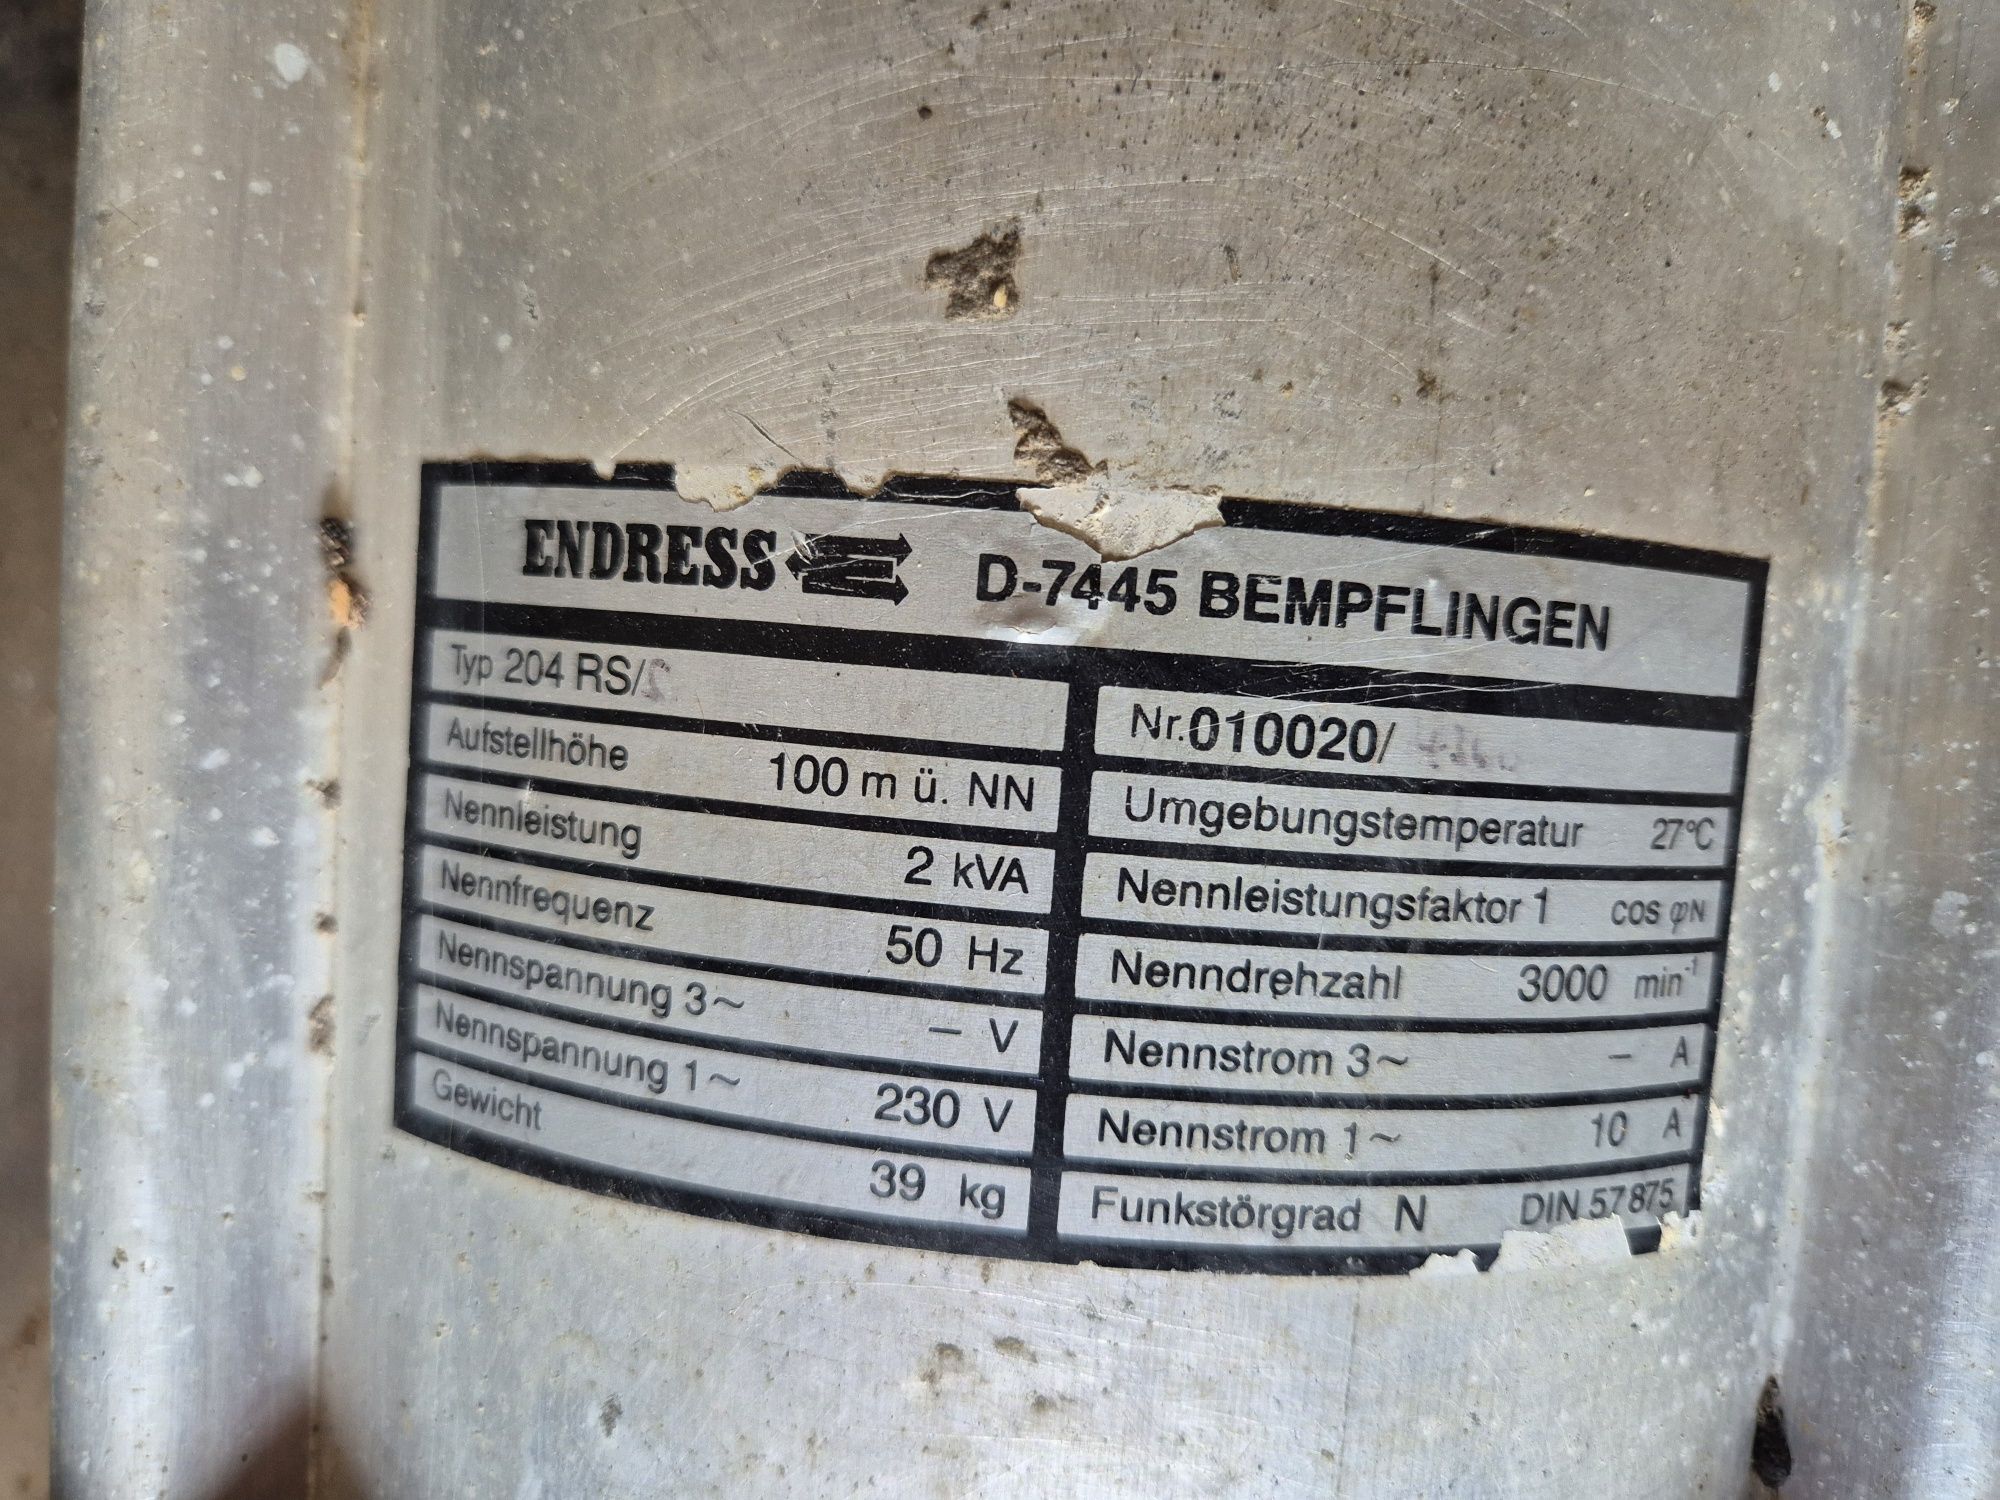 ENDRESS D-7445 BEMPFLINGEN
Typ 204 RS/
Nr.010020/
Aufstellhöhe 100 m ü. NN
Umgebungstemperatur 27°C
Nennleistung 2 kVA
Nennleistungsfaktor 1 cos φN
Nennfrequenz 50 Hz
Nenndrehzahl 3000 min⁻¹
Nennspannung 3~ – V
Nennstrom 3~ – A
Nennspannung 1~ 230 V
Nennstrom 1~ 10 A
Gewicht 39 kg
Funkstörgrad N DIN 57875